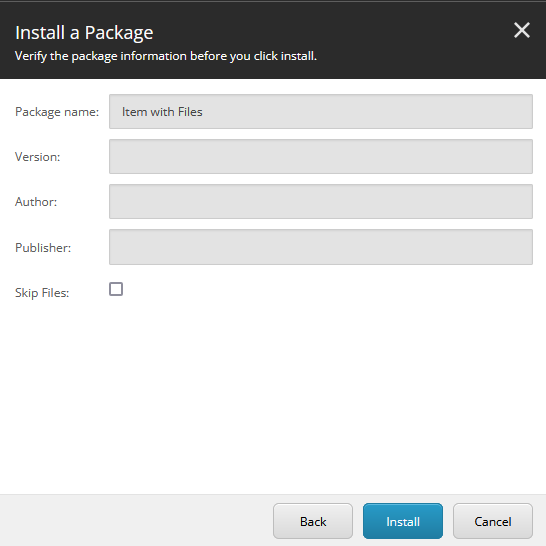 Install a Package
Verify the package information before you click install.
Package name: Item with Files
Version:
Author:
Publisher:
Skip Files:
Back Install Cancel